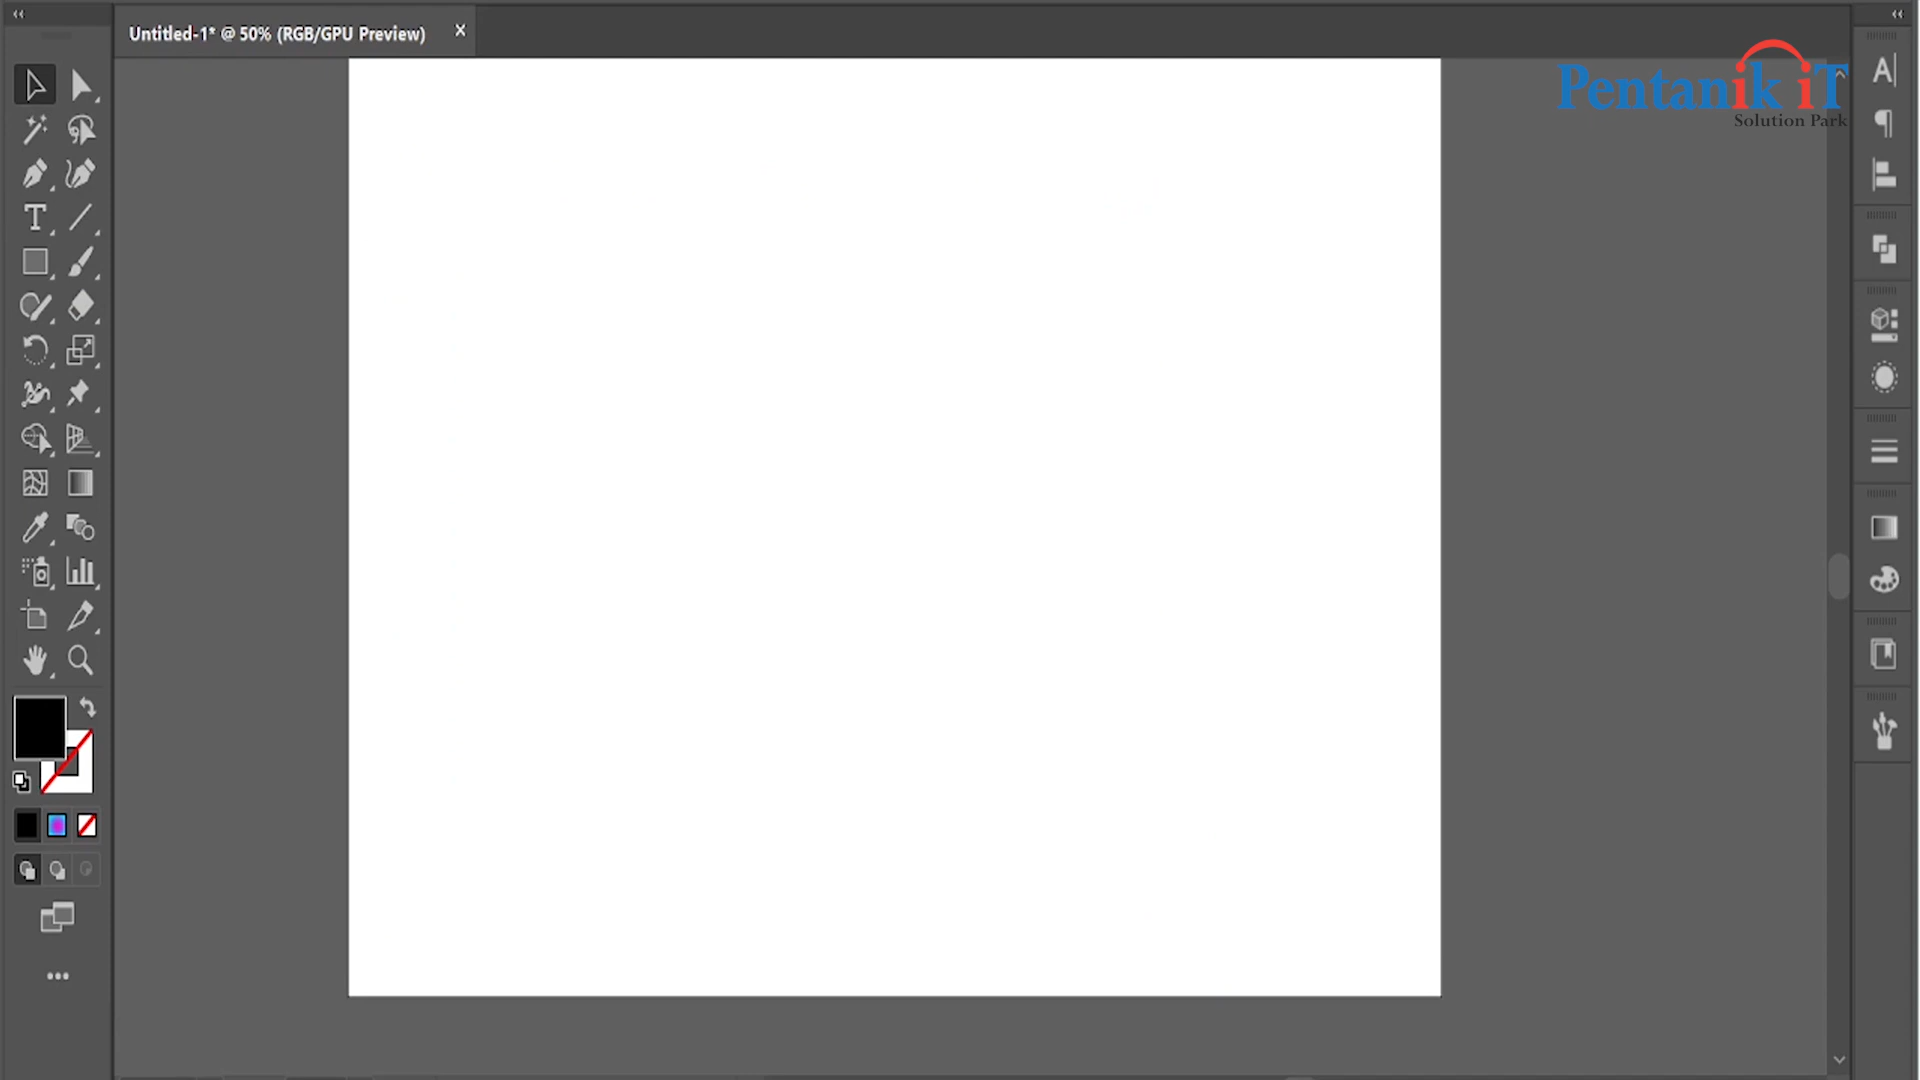 Untitled-1* @ 50% (RGB/GPU Preview) ×
Pentanik iT
Solution Park